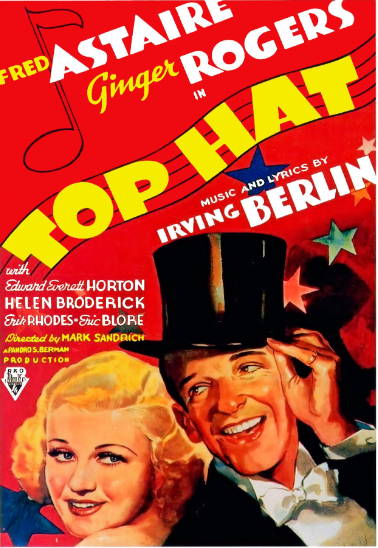 FRED ASTAIRE
Ginger ROGERS
IN
TOP HAT
MUSIC AND LYRICS BY
IRVING BERLIN
with
Edward Everett HORTON
HELEN BRODERICK
Erik RHODES • Eric BLORE
Directed by MARK SANDRICH
A PANDRO S. BERMAN
PRODUCTION
RKO
Radio